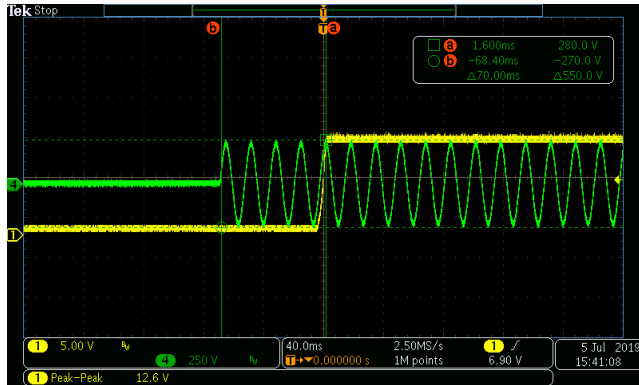 Tek Stop
T
b
T a
a 1.600ms 280.0 V
b -68.40ms -270.0 V
Δ70.00ms Δ550.0 V
4
1
1 5.00 V BW
4 250 V BW
40.0ms 2.50MS/s
T→▼0.000000 s 1M points
1 6.90 V
5 Jul 2019
15:41:08
1 Peak-Peak 12.6 V